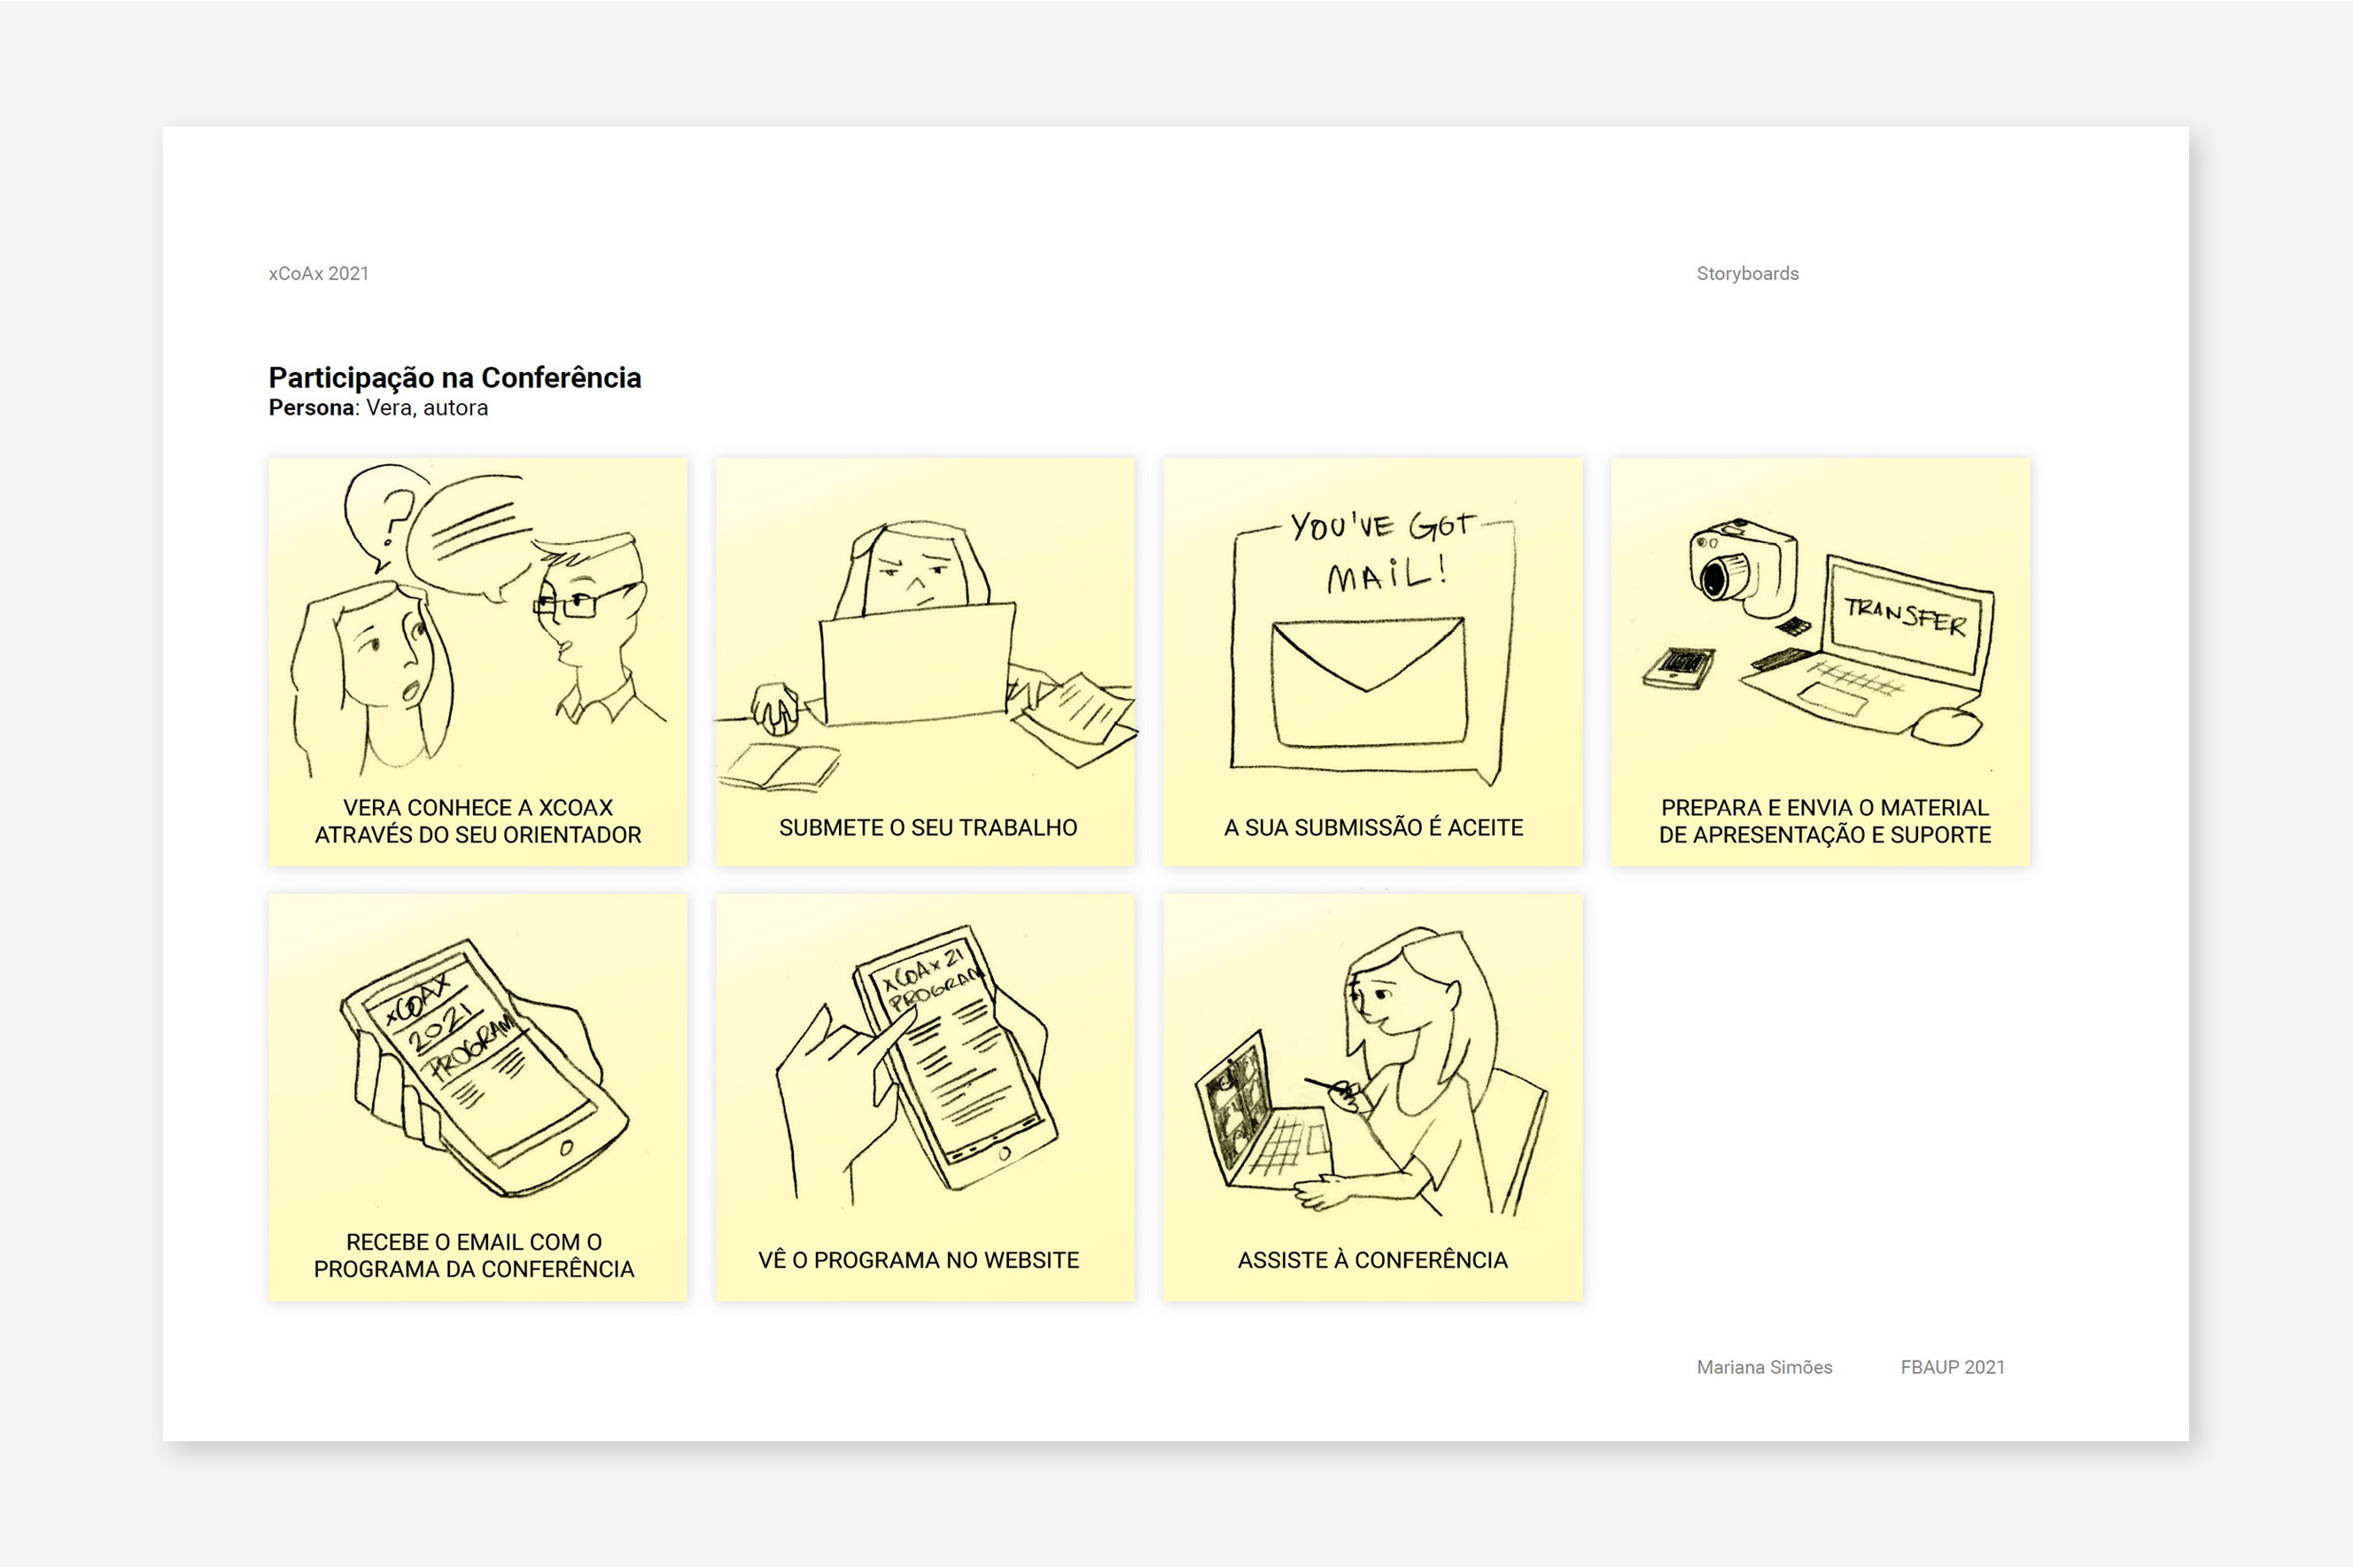 xCoAx 2021
Storyboards
Participação na Conferência
Persona: Vera, autora
?
VERA CONHECE A XCOAX
ATRAVÉS DO SEU ORIENTADOR
SUBMETE O SEU TRABALHO
YOU'VE GOT
MAiL!
A SUA SUBMISSÃO É ACEITE
TRANSFER
PREPARA E ENVIA O MATERIAL
DE APRESENTAÇÃO E SUPORTE
xCOAX
2021
PROGRAM
RECEBE O EMAIL COM O
PROGRAMA DA CONFERÊNCIA
xCOAx 21
PROGRAM
VÊ O PROGRAMA NO WEBSITE
ASSISTE À CONFERÊNCIA
Mariana Simões
FBAUP 2021